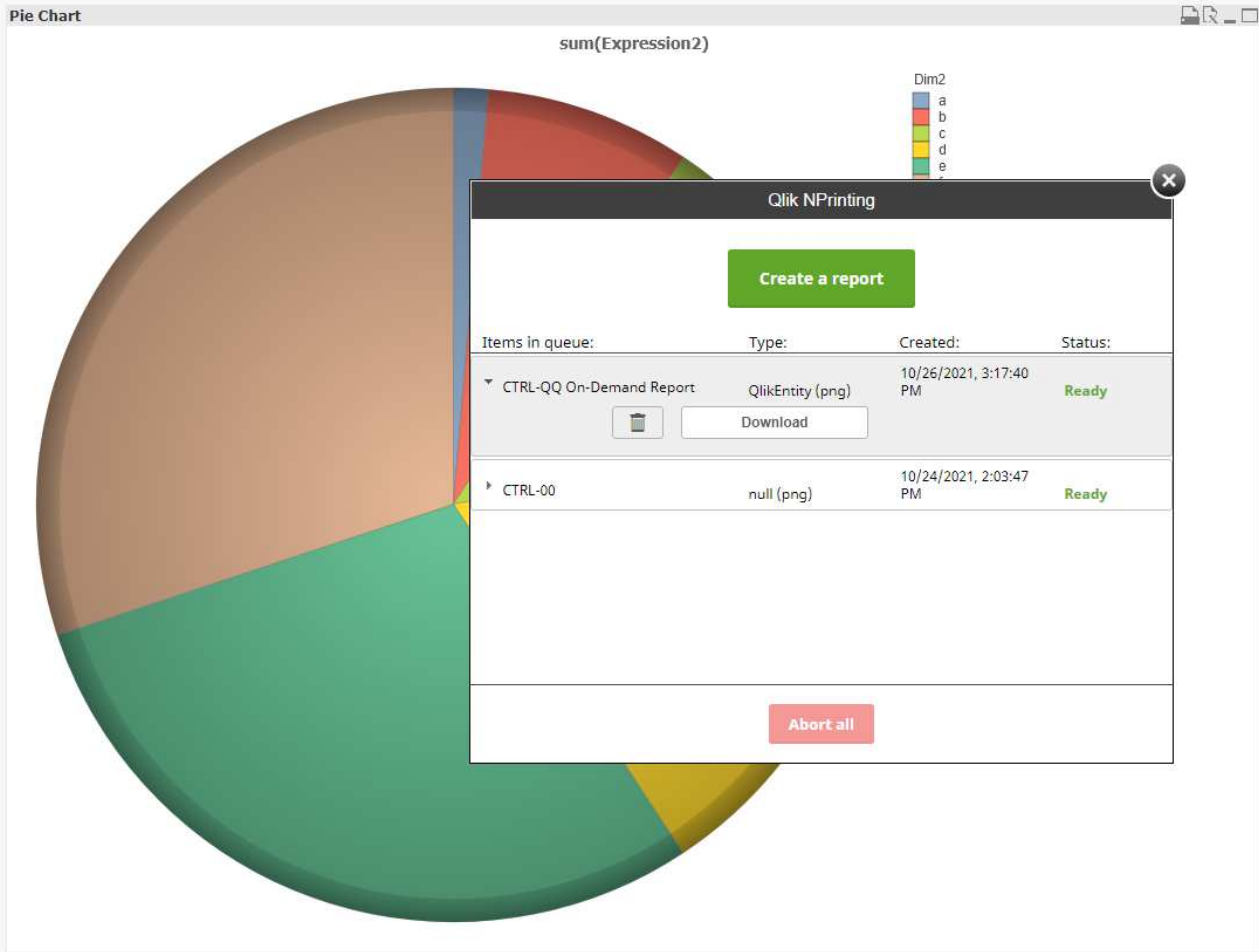 Pie Chart
sum(Expression2)
Dim2
a
b
c
d
e
Qlik NPrinting
Create a report
Items in queue: Type: Created: Status:
CTRL-QQ On-Demand Report QlikEntity (png) 10/26/2021, 3:17:40 PM Ready
Download
CTRL-00 null (png) 10/24/2021, 2:03:47 PM Ready
Abort all